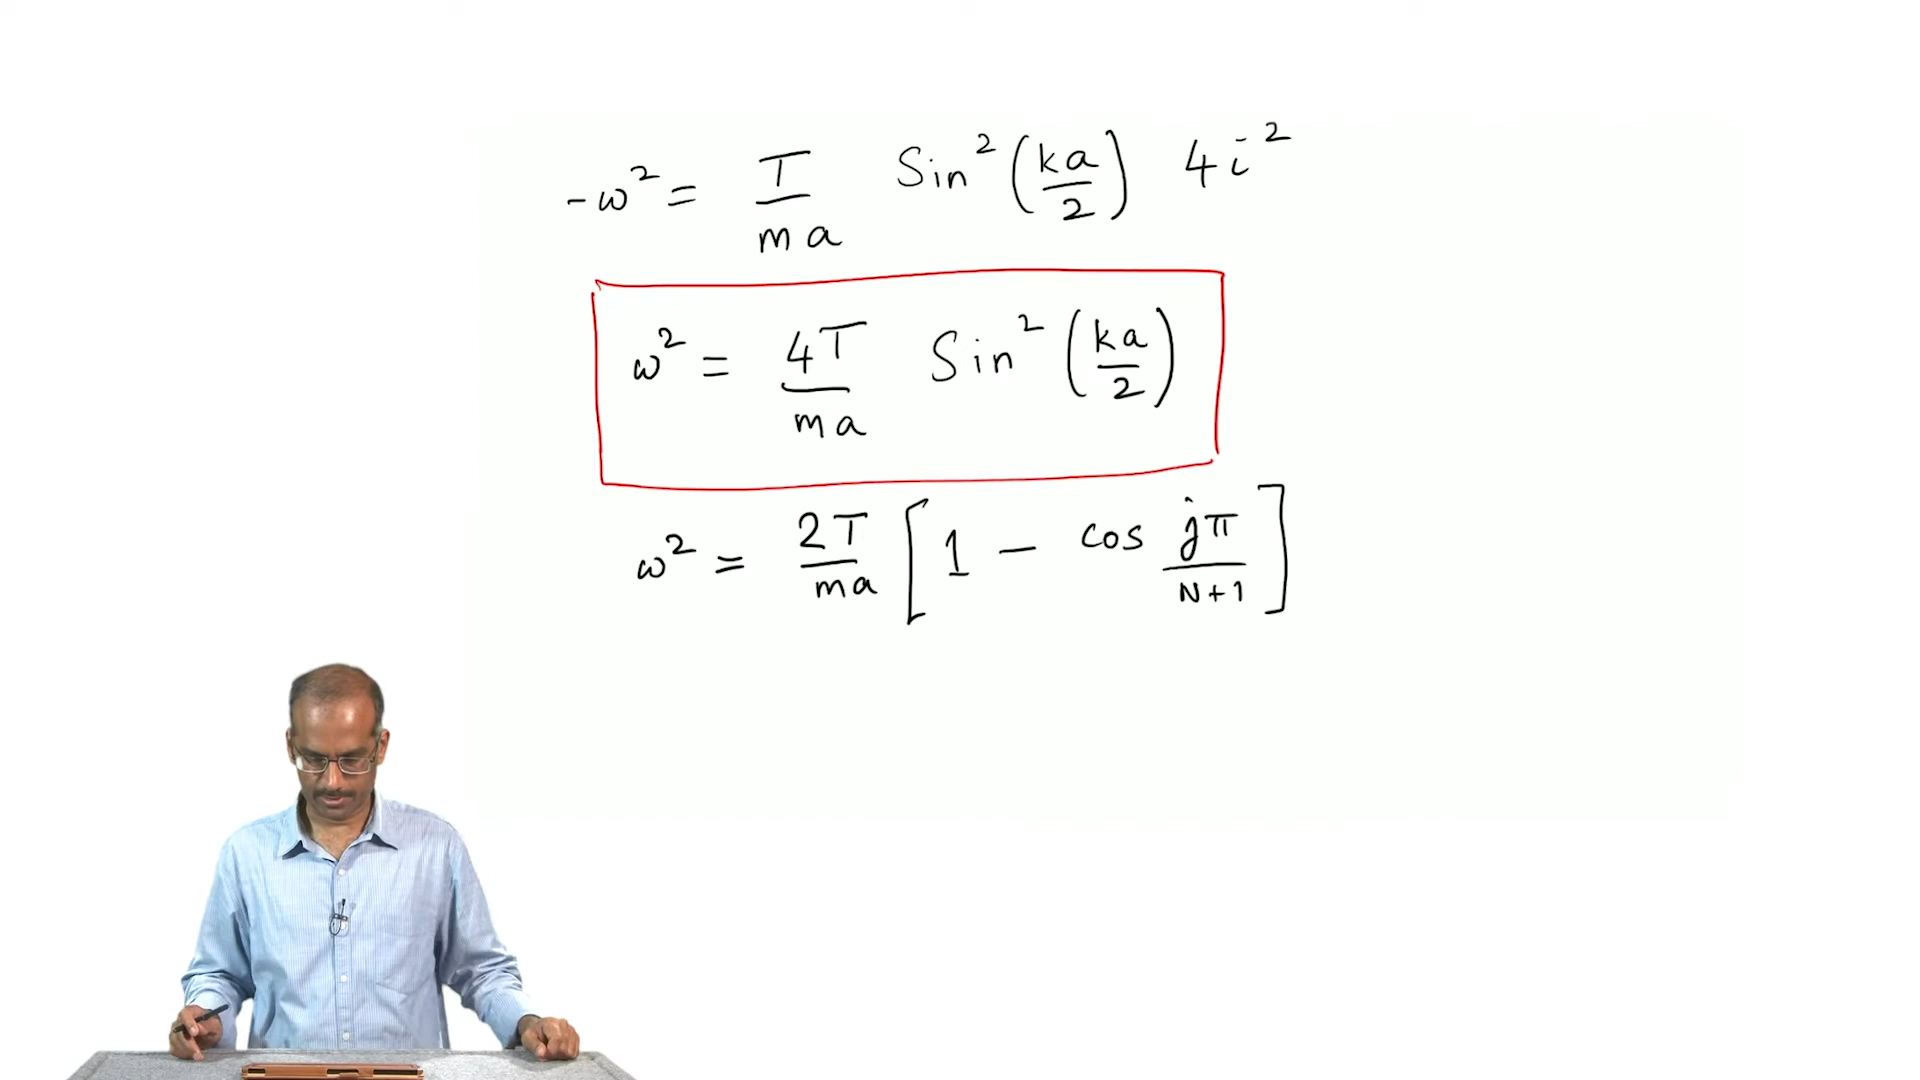 -ω² = T/ma Sin² (ka/2) 4i²
ω² = 4T/ma Sin² (ka/2)
ω² = 2T/ma [1 - cos jπ/N+1]